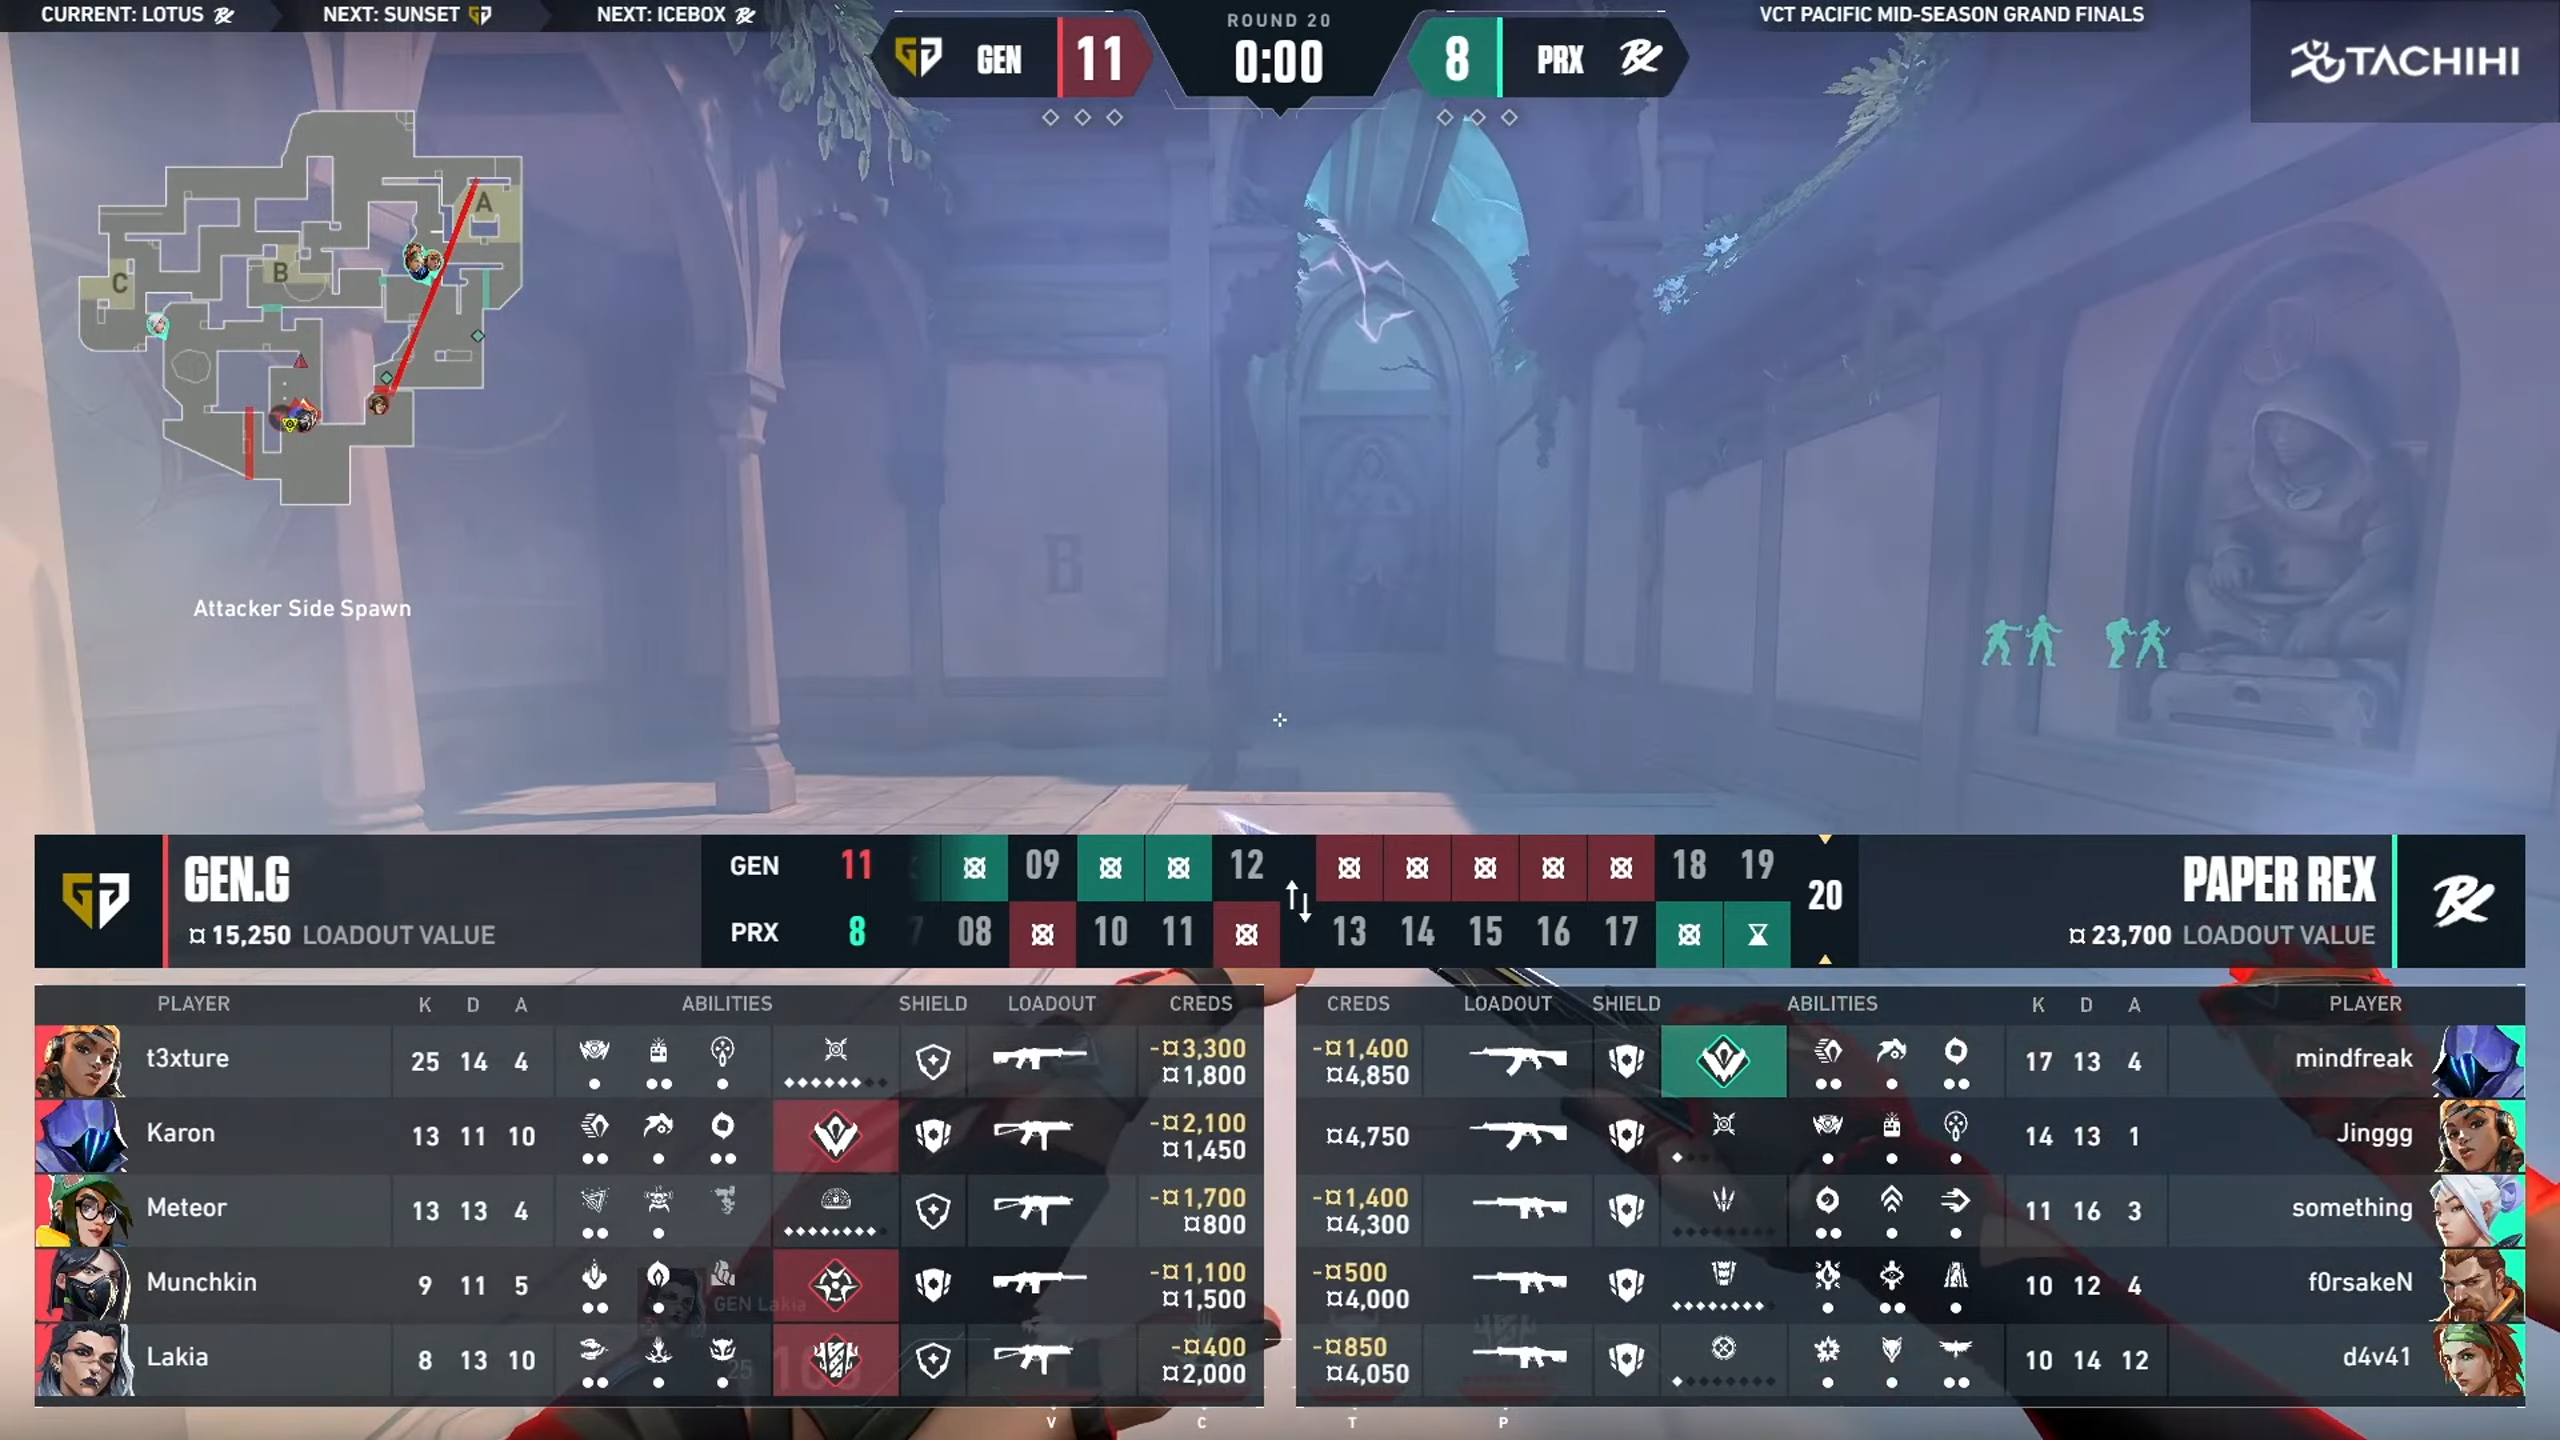 CURRENT: LOTUS
NEXT: SUNSET
NEXT: ICEBOX
GEN
11
ROUND 20
0:00
8
PRX
VCT PACIFIC MID-SEASON GRAND FINALS
TACHIHI
A
B
C
B
Attacker Side Spawn
GEN.G
¤ 15,250 LOADOUT VALUE
GEN 11 09 12 18 19
PRX 8 7 08 10 11 13 14 15 16 17
20
PAPER REX
¤ 23,700 LOADOUT VALUE
PLAYER K D A ABILITIES SHIELD LOADOUT CREDS
t3xture 25 14 4 -¤3,300
¤1,800
Karon 13 11 10 -¤2,100
¤1,450
Meteor 13 13 4 -¤1,700
¤800
Munchkin 9 11 5 -¤1,100
¤1,500
GEN Lakia
Lakia 8 13 10 -¤400
¤2,000
25
CREDS LOADOUT SHIELD ABILITIES K D A PLAYER
-¤1,400
¤4,850 17 13 4 mindfreak
¤4,750 14 13 1 Jinggg
-¤1,400
¤4,300 11 16 3 something
-¤500
¤4,000 10 12 4 f0rsakeN
-¤850
¤4,050 10 14 12 d4v41
V C T P